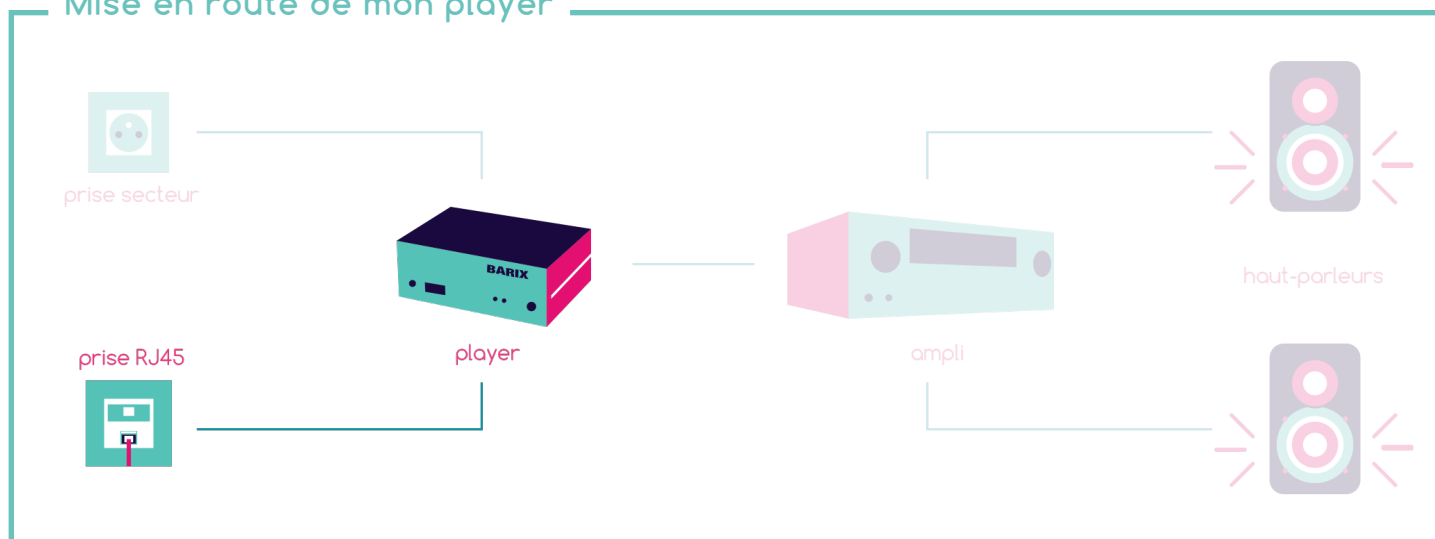 Mise en route de mon player
prise secteur
BARIX
haut-parleurs
prise RJ45
player
ampli